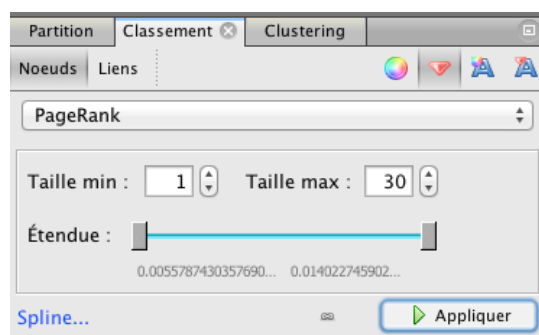 Partition Classement Clustering
Noeuds Liens
PageRank
Taille min : 1 Taille max : 30
Étendue :
0.0055787430357690... 0.014022745902...
Spline... Appliquer